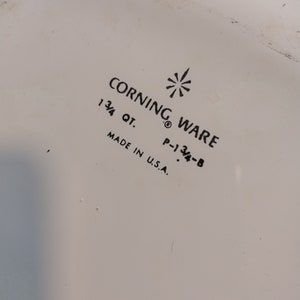 CORNING® WARE
1 ¾ QT. P-1 ¾-B
MADE IN U.S.A.